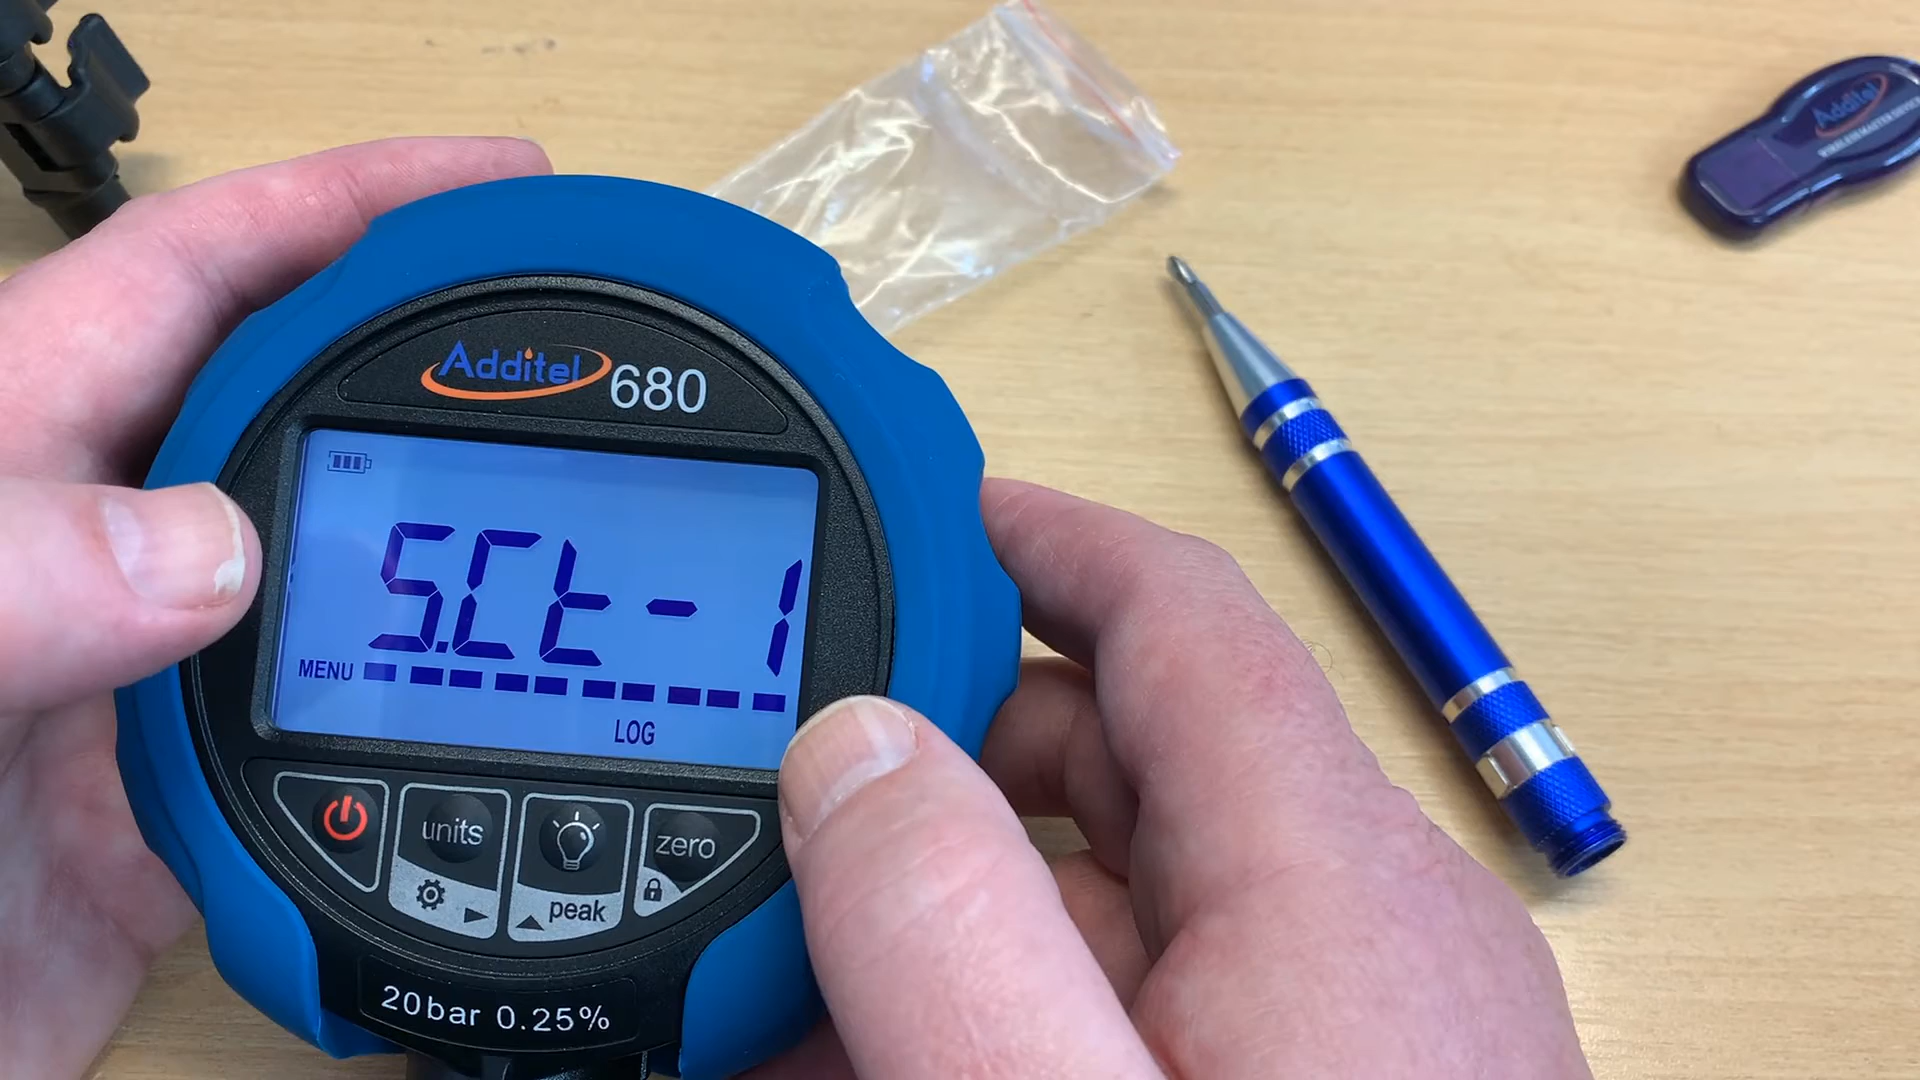 Additel 680
S.Ct-1
MENU
LOG
units
zero
peak
20bar 0.25%
Additel